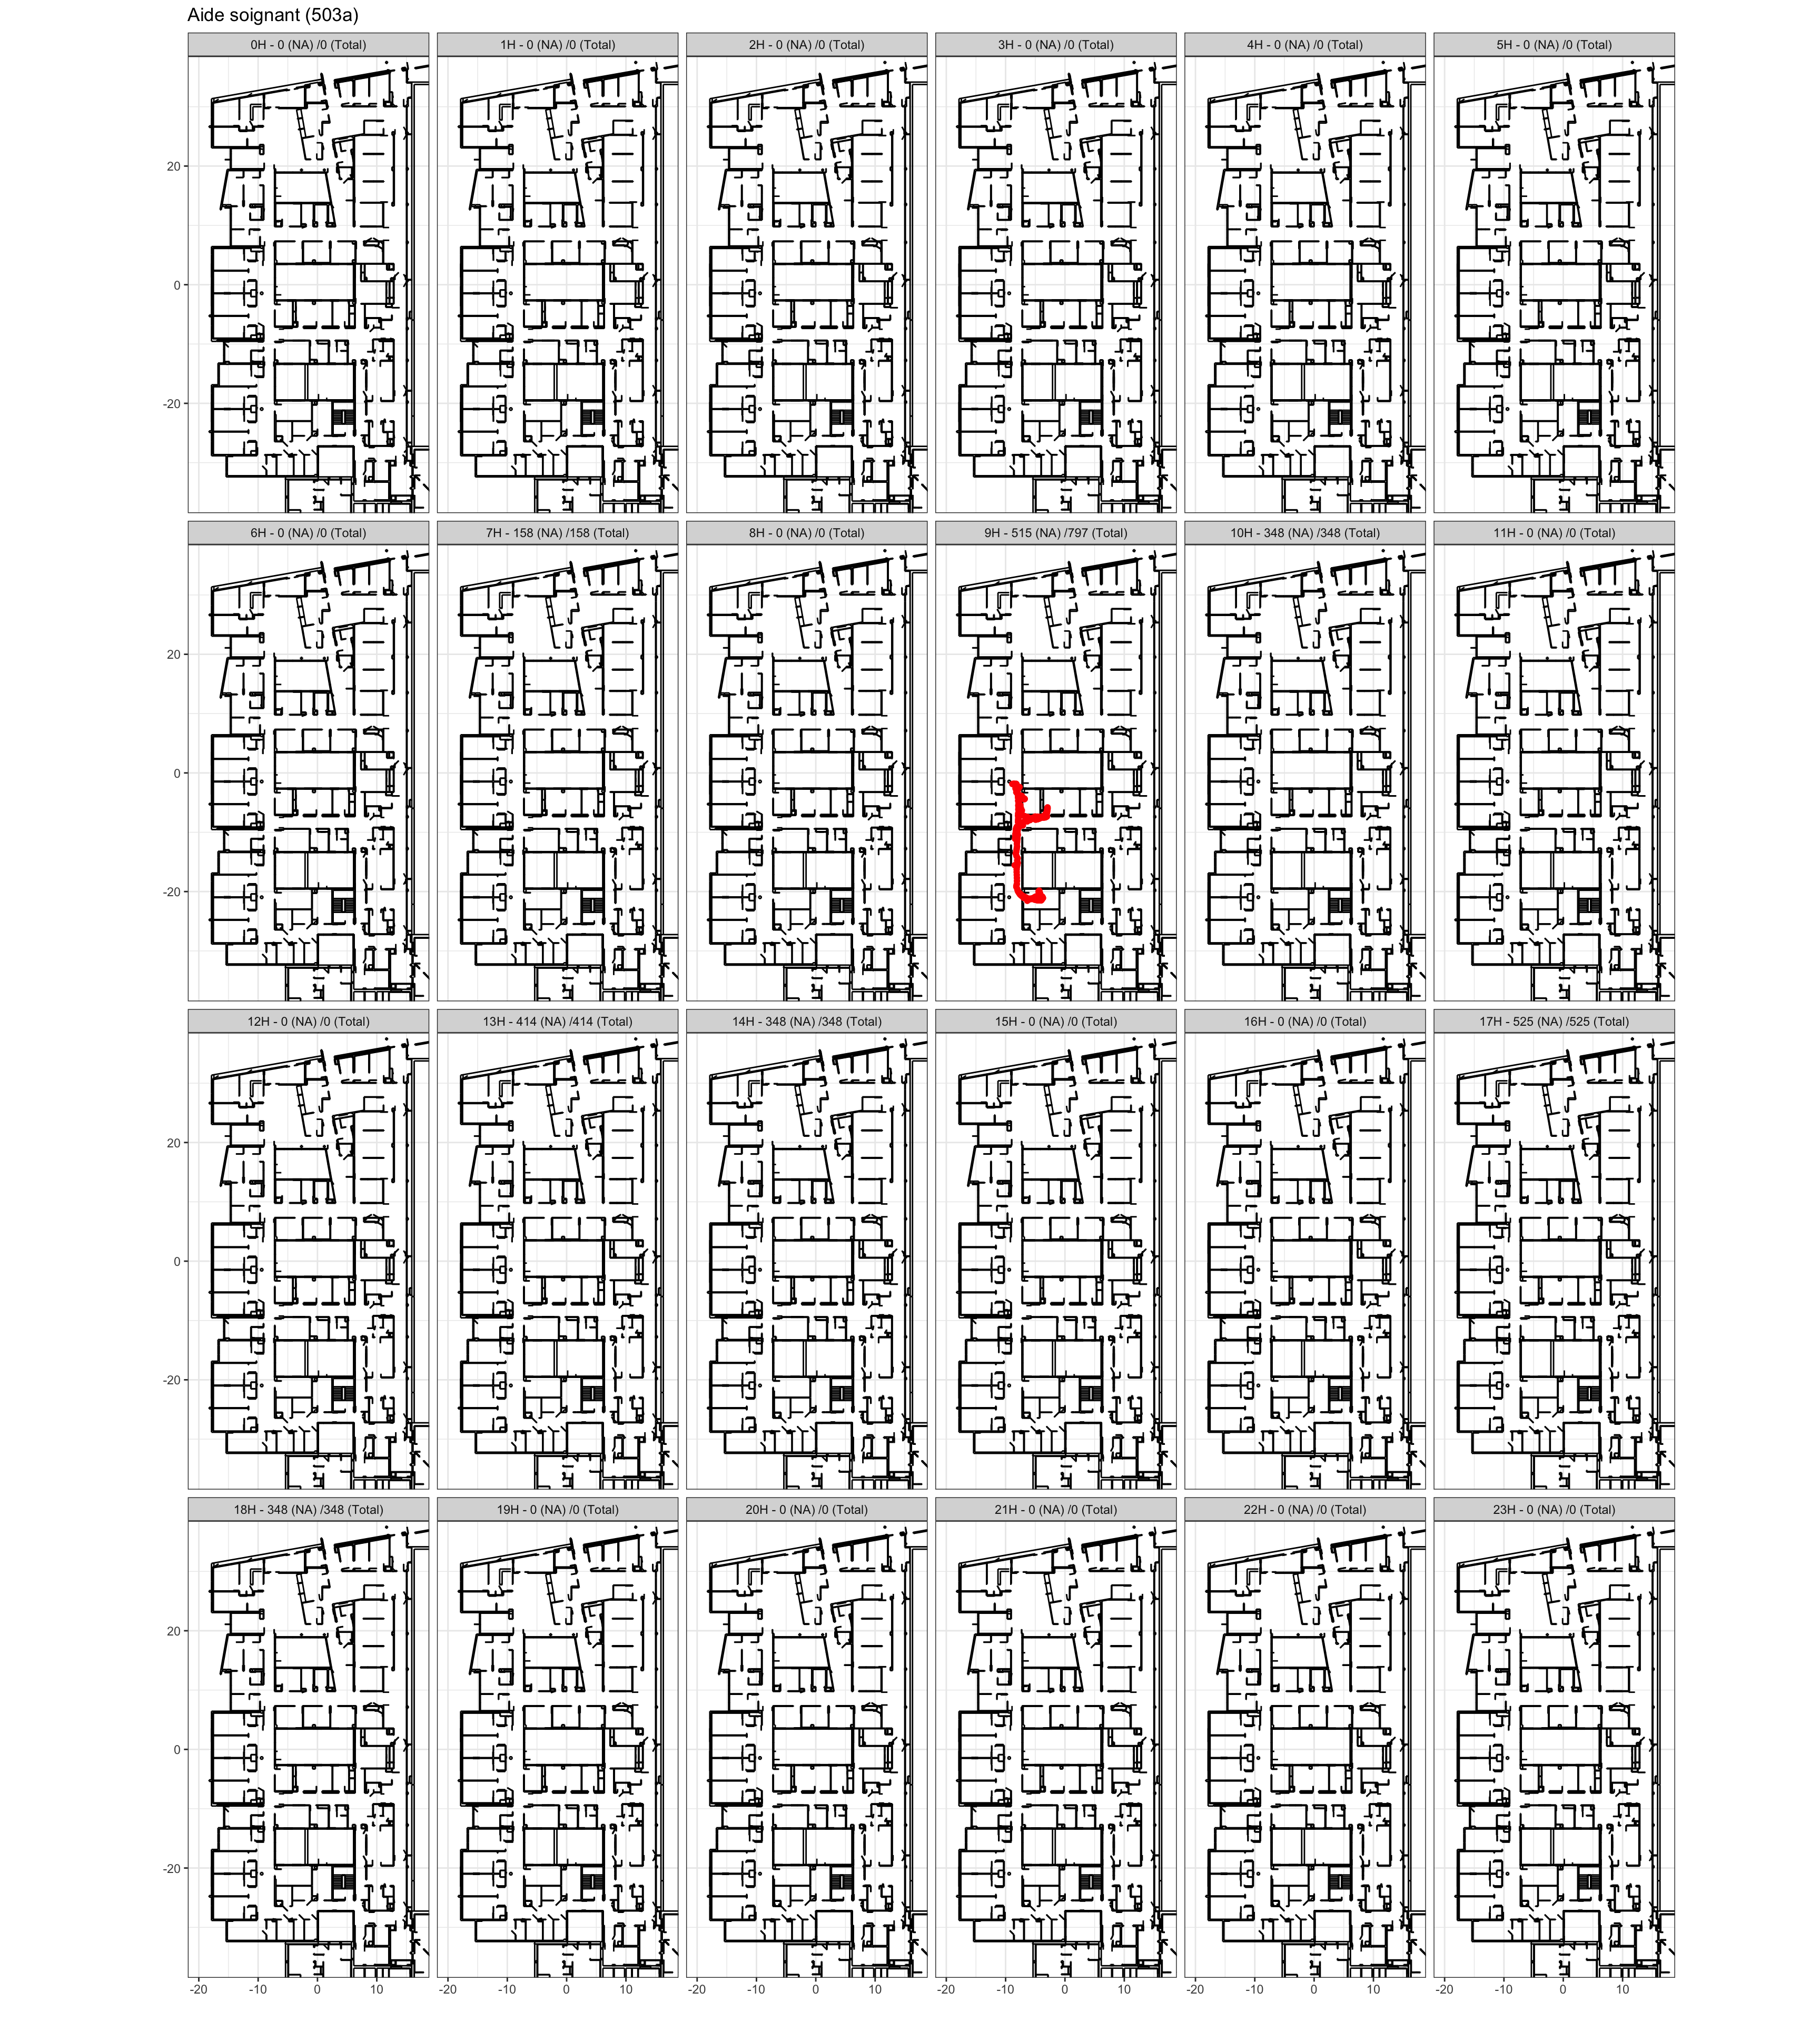 Aide soignant (503a)
0H - 0 (NA) /0 (Total) 1H - 0 (NA) /0 (Total) 2H - 0 (NA) /0 (Total) 3H - 0 (NA) /0 (Total) 4H - 0 (NA) /0 (Total) 5H - 0 (NA) /0 (Total)
20
0
-20
6H - 0 (NA) /0 (Total) 7H - 158 (NA) /158 (Total) 8H - 0 (NA) /0 (Total) 9H - 515 (NA) /797 (Total) 10H - 348 (NA) /348 (Total) 11H - 0 (NA) /0 (Total)
20
0
-20
12H - 0 (NA) /0 (Total) 13H - 414 (NA) /414 (Total) 14H - 348 (NA) /348 (Total) 15H - 0 (NA) /0 (Total) 16H - 0 (NA) /0 (Total) 17H - 525 (NA) /525 (Total)
20
0
-20
18H - 348 (NA) /348 (Total) 19H - 0 (NA) /0 (Total) 20H - 0 (NA) /0 (Total) 21H - 0 (NA) /0 (Total) 22H - 0 (NA) /0 (Total) 23H - 0 (NA) /0 (Total)
20
0
-20
-20 -10 0 10 -20 -10 0 10 -20 -10 0 10 -20 -10 0 10 -20 -10 0 10 -20 -10 0 10